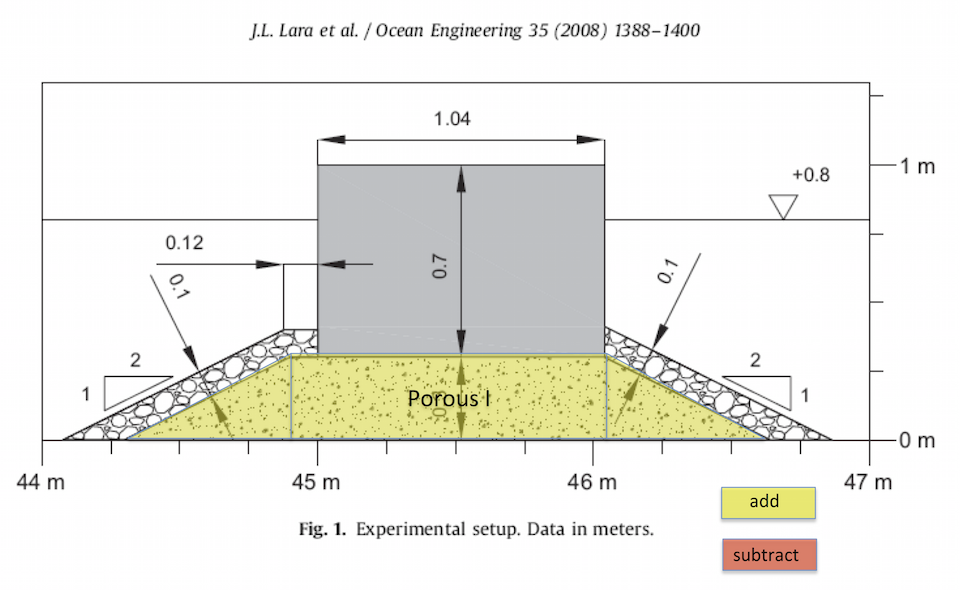 J.L. Lara et al. / Ocean Engineering 35 (2008) 1388–1400
1.04
1 m
+0.8
0.12
0.1
0.7
0.1
2
1
2
1
Porous I
0 m
44 m
45 m
46 m
47 m
add
Fig. 1. Experimental setup. Data in meters.
subtract